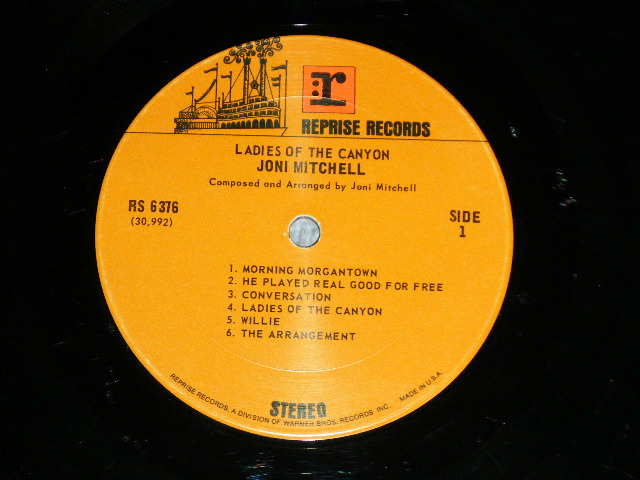 :r
REPRISE RECORDS
LADIES OF THE CANYON
JONI MITCHELL
Composed and Arranged by Joni Mitchell
RS 6376
(30,992)
SIDE
1
1. MORNING MORGANTOWN
2. HE PLAYED REAL GOOD FOR FREE
3. CONVERSATION
4. LADIES OF THE CANYON
5. WILLIE
6. THE ARRANGEMENT
STEREO
REPRISE RECORDS, A DIVISION OF WARNER BROS. RECORDS, INC. MADE IN U.S.A.